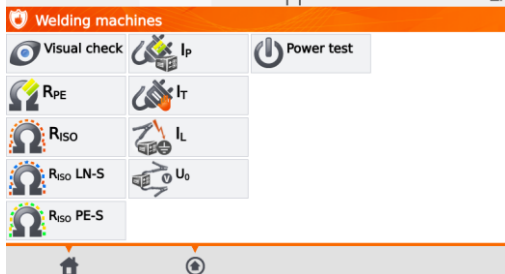 Welding machines
Visual check
IP
Power test
RPE
IT
RISO
IL
RISO LN-S
U0
RISO PE-S